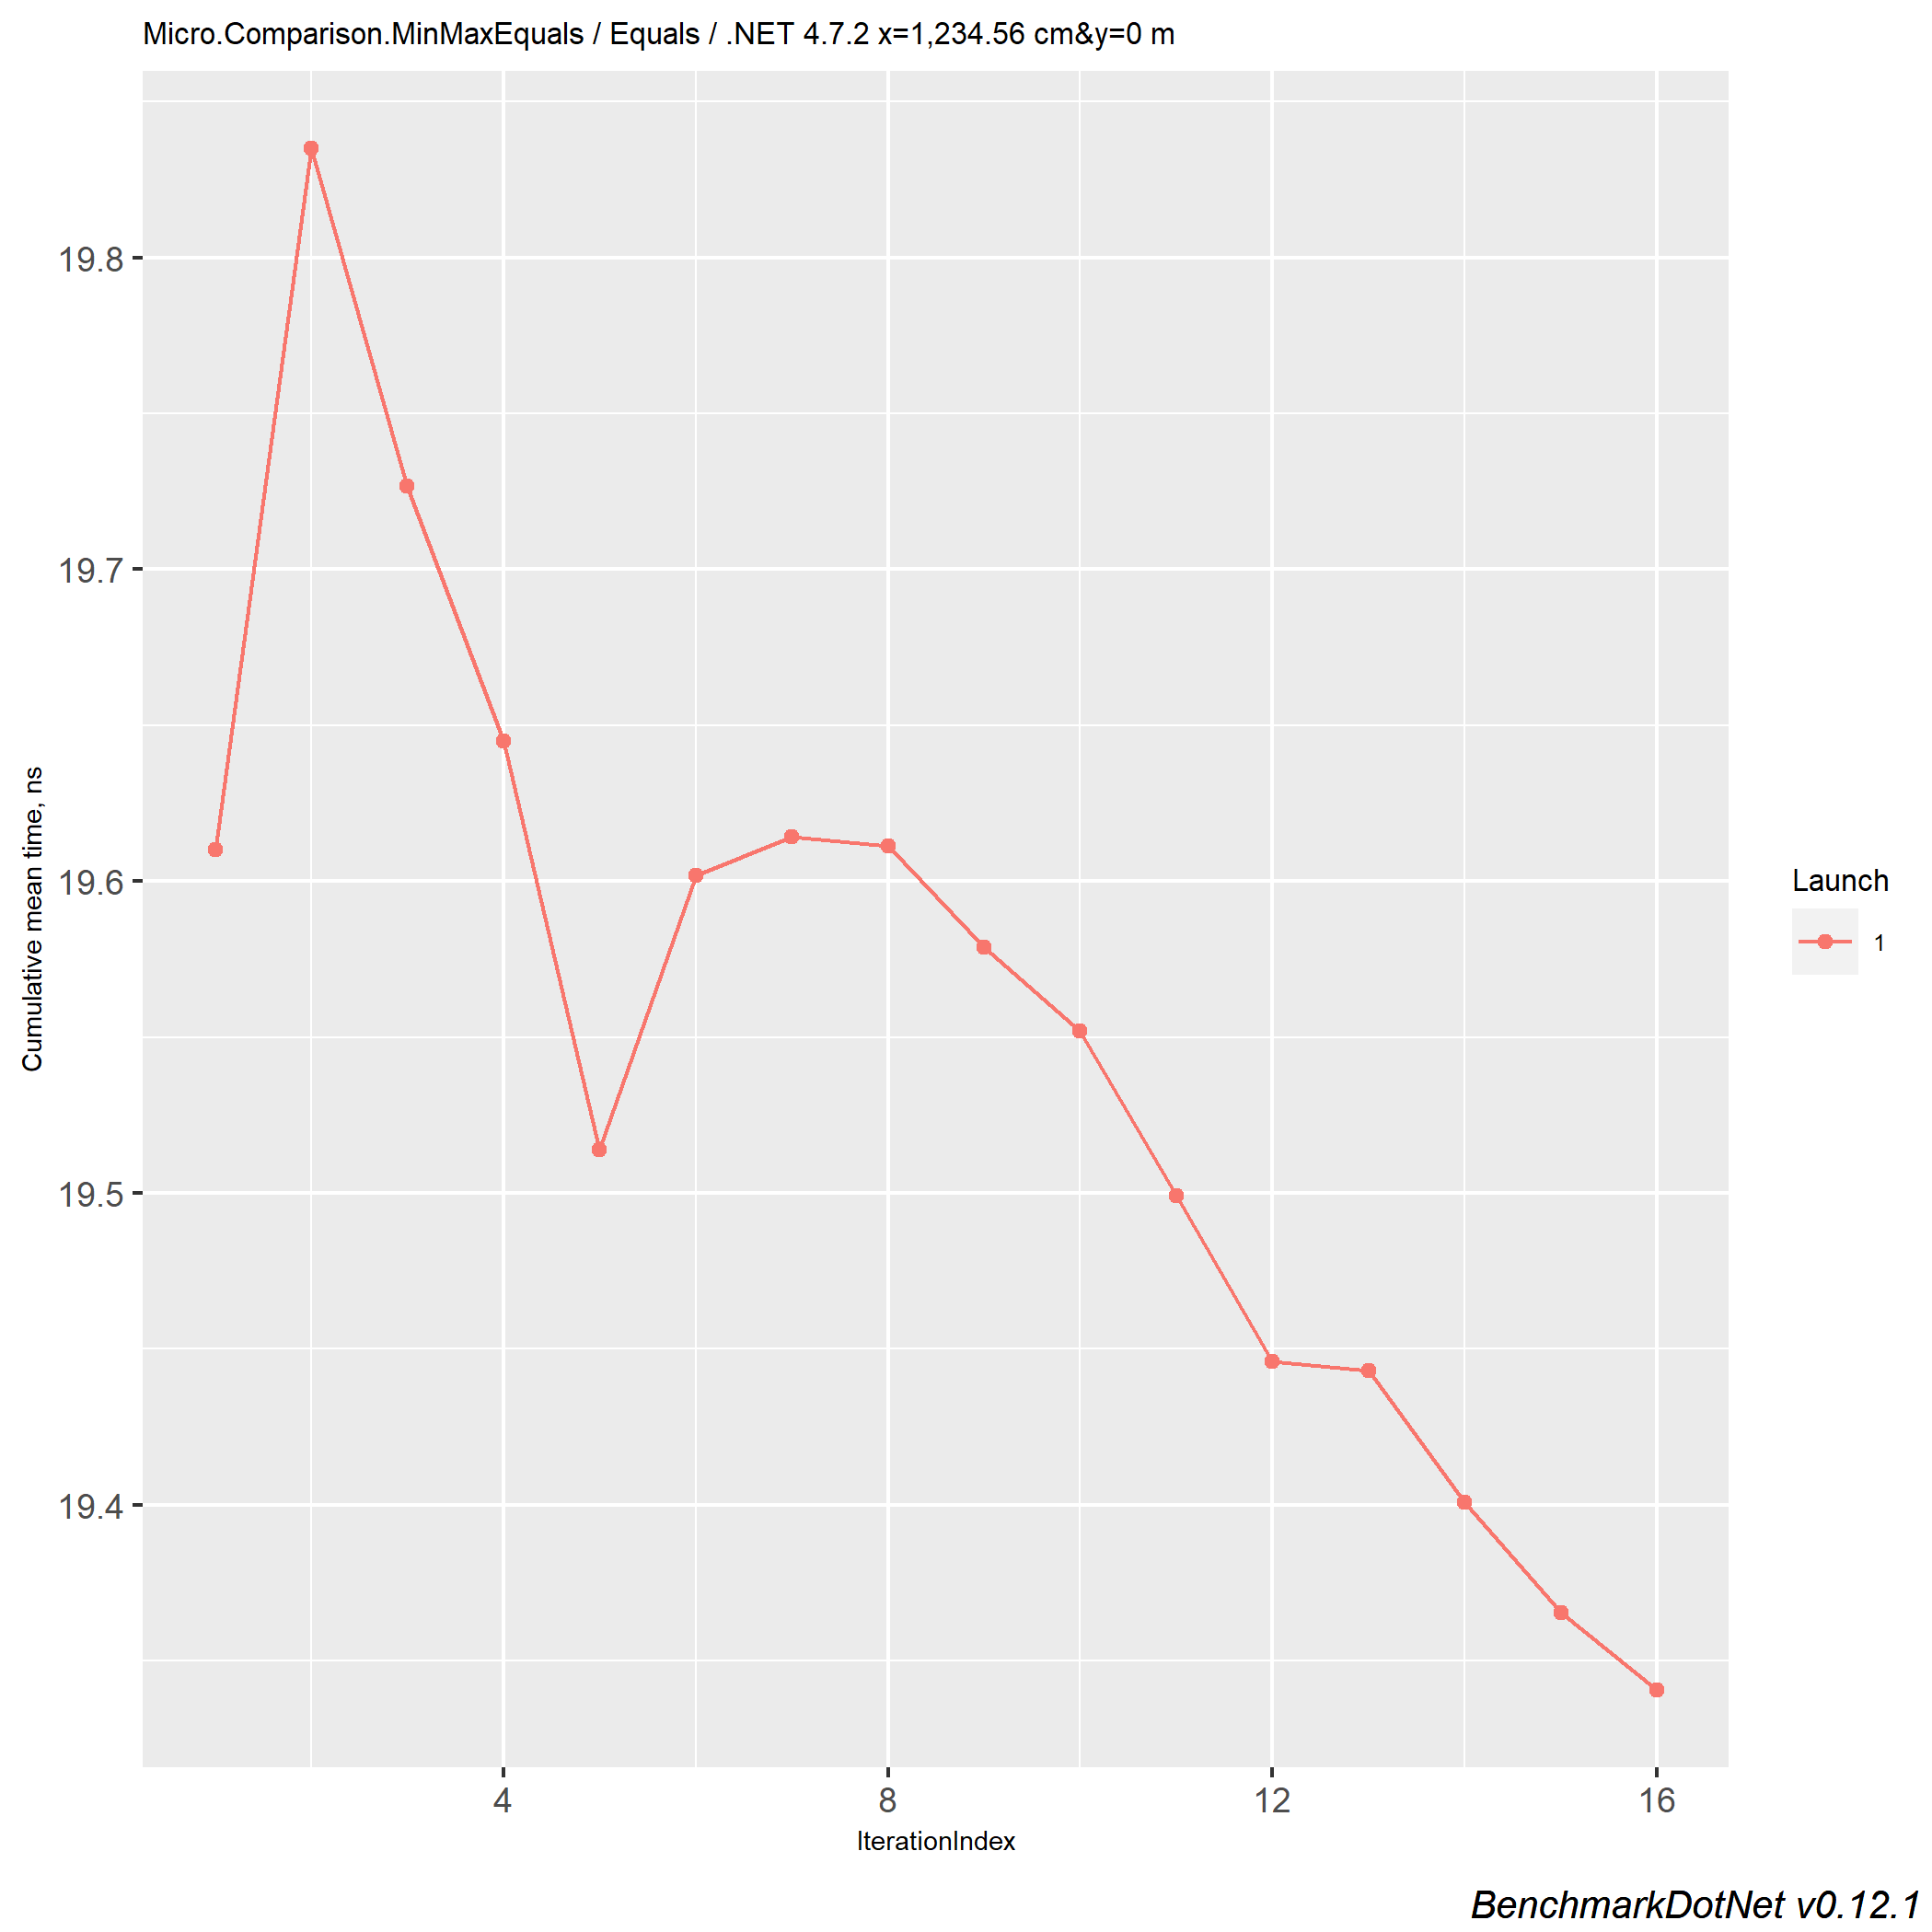 Micro.Comparison.MinMaxEquals / Equals / .NET 4.7.2 x=1,234.56 cm&y=0 m
Cumulative mean time, ns
19.8
19.7
19.6
19.5
19.4
4
8
12
16
IterationIndex
Launch
1
BenchmarkDotNet v0.12.1